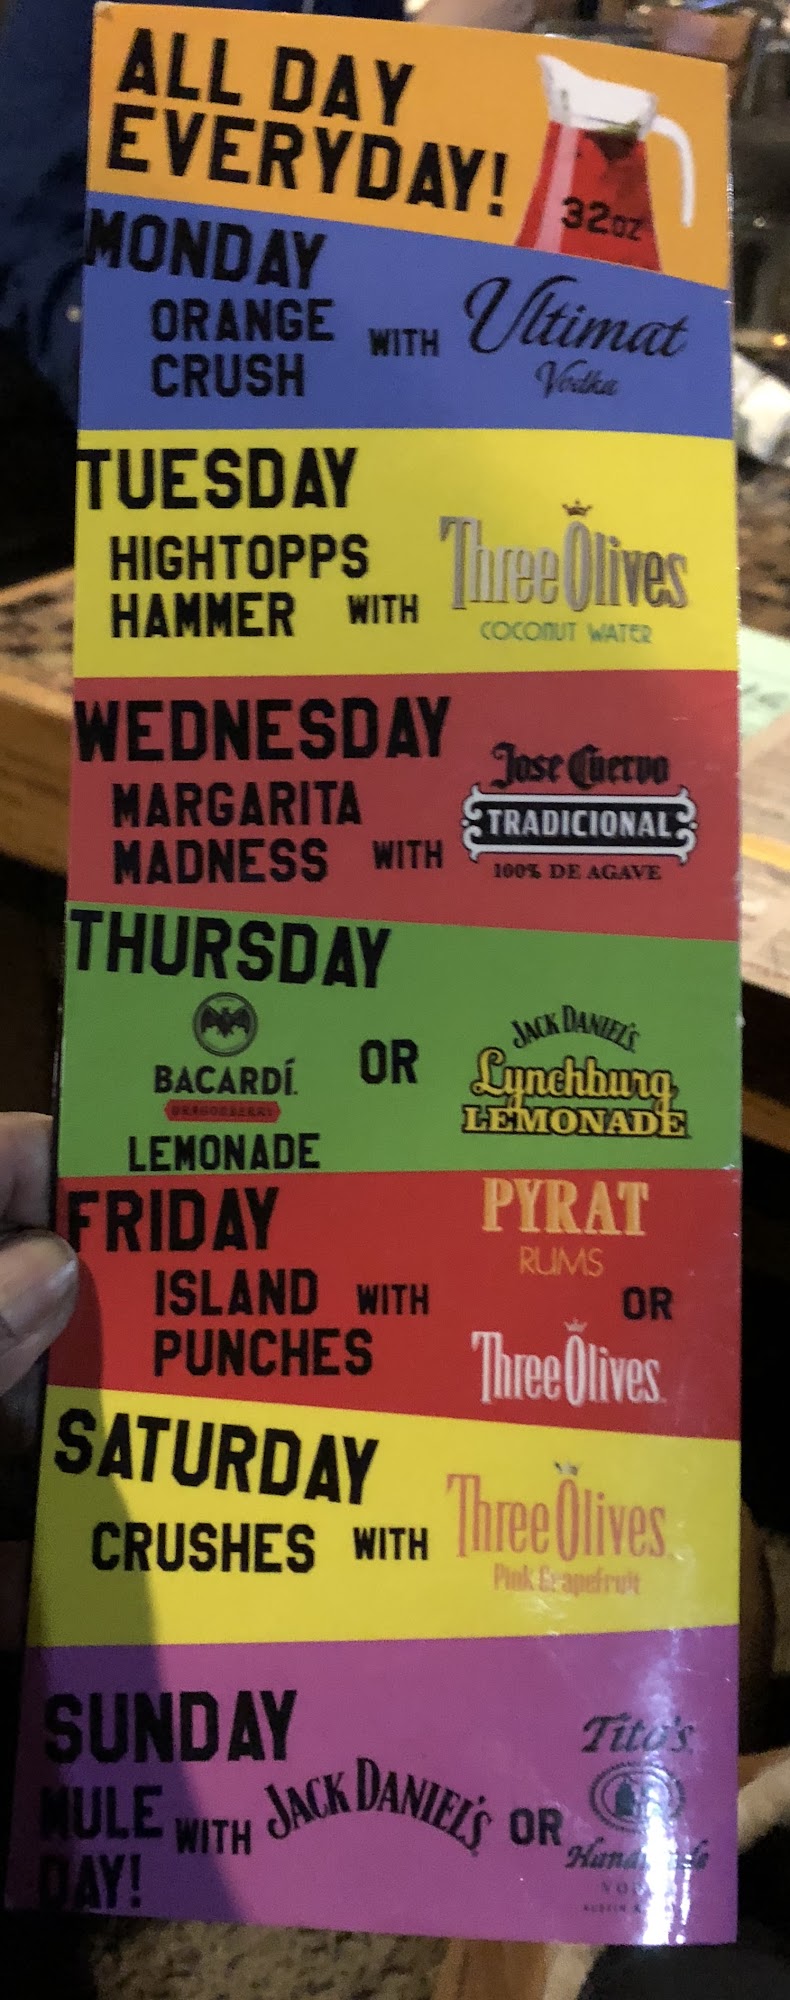 ALL DAY
EVERYDAY!
32oz
MONDAY
ORANGE
CRUSH
WITH
Ultimat
Vodka
TUESDAY
HIGHTOPPS
HAMMER
WITH
Three Olives
COCONUT WATER
WEDNESDAY
MARGARITA
MADNESS
WITH
Jose Cuervo
TRADICIONAL
100% DE AGAVE
THURSDAY
BACARDÍ.
DRAGONBERRY
LEMONADE
OR
JACK DANIEL'S
Lynchburg
LEMONADE
FRIDAY
ISLAND
PUNCHES
WITH
PYRAT
RUMS
OR
Three Olives
SATURDAY
CRUSHES WITH
Three Olives
Pink Grapefruit
SUNDAY
MULE
DAY!
WITH
JACK DANIEL'S
OR
Tito's
Handmade